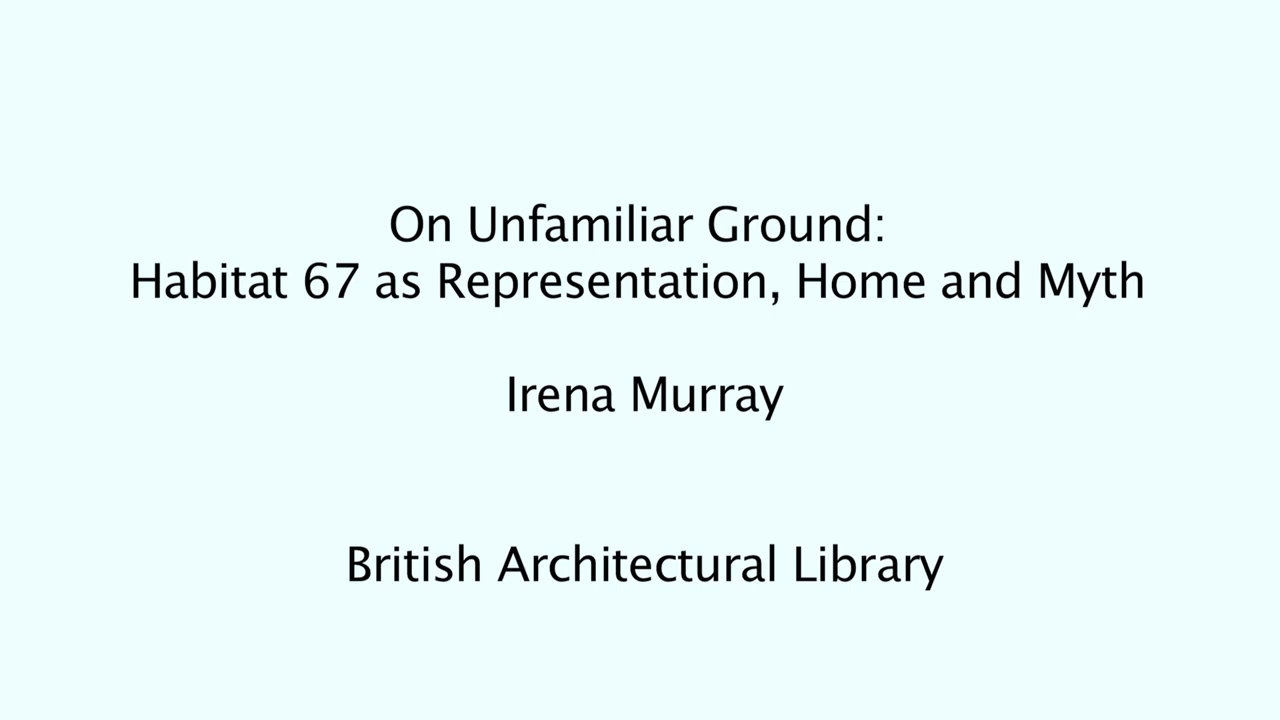 On Unfamiliar Ground:
Habitat 67 as Representation, Home and Myth
Irena Murray
British Architectural Library